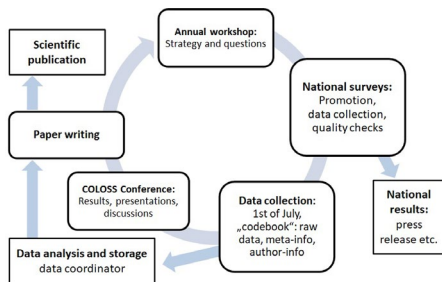 Annual workshop:
Strategy and questions
Scientific
publication
National surveys:
Promotion,
data collection,
quality checks
Paper writing
COLOSS Conference:
Results, presentations,
discussions
Data collection:
1st of July,
„codebook“: raw
data, meta-info,
author-info
National
results:
press
release etc.
Data analysis and storage
data coordinator